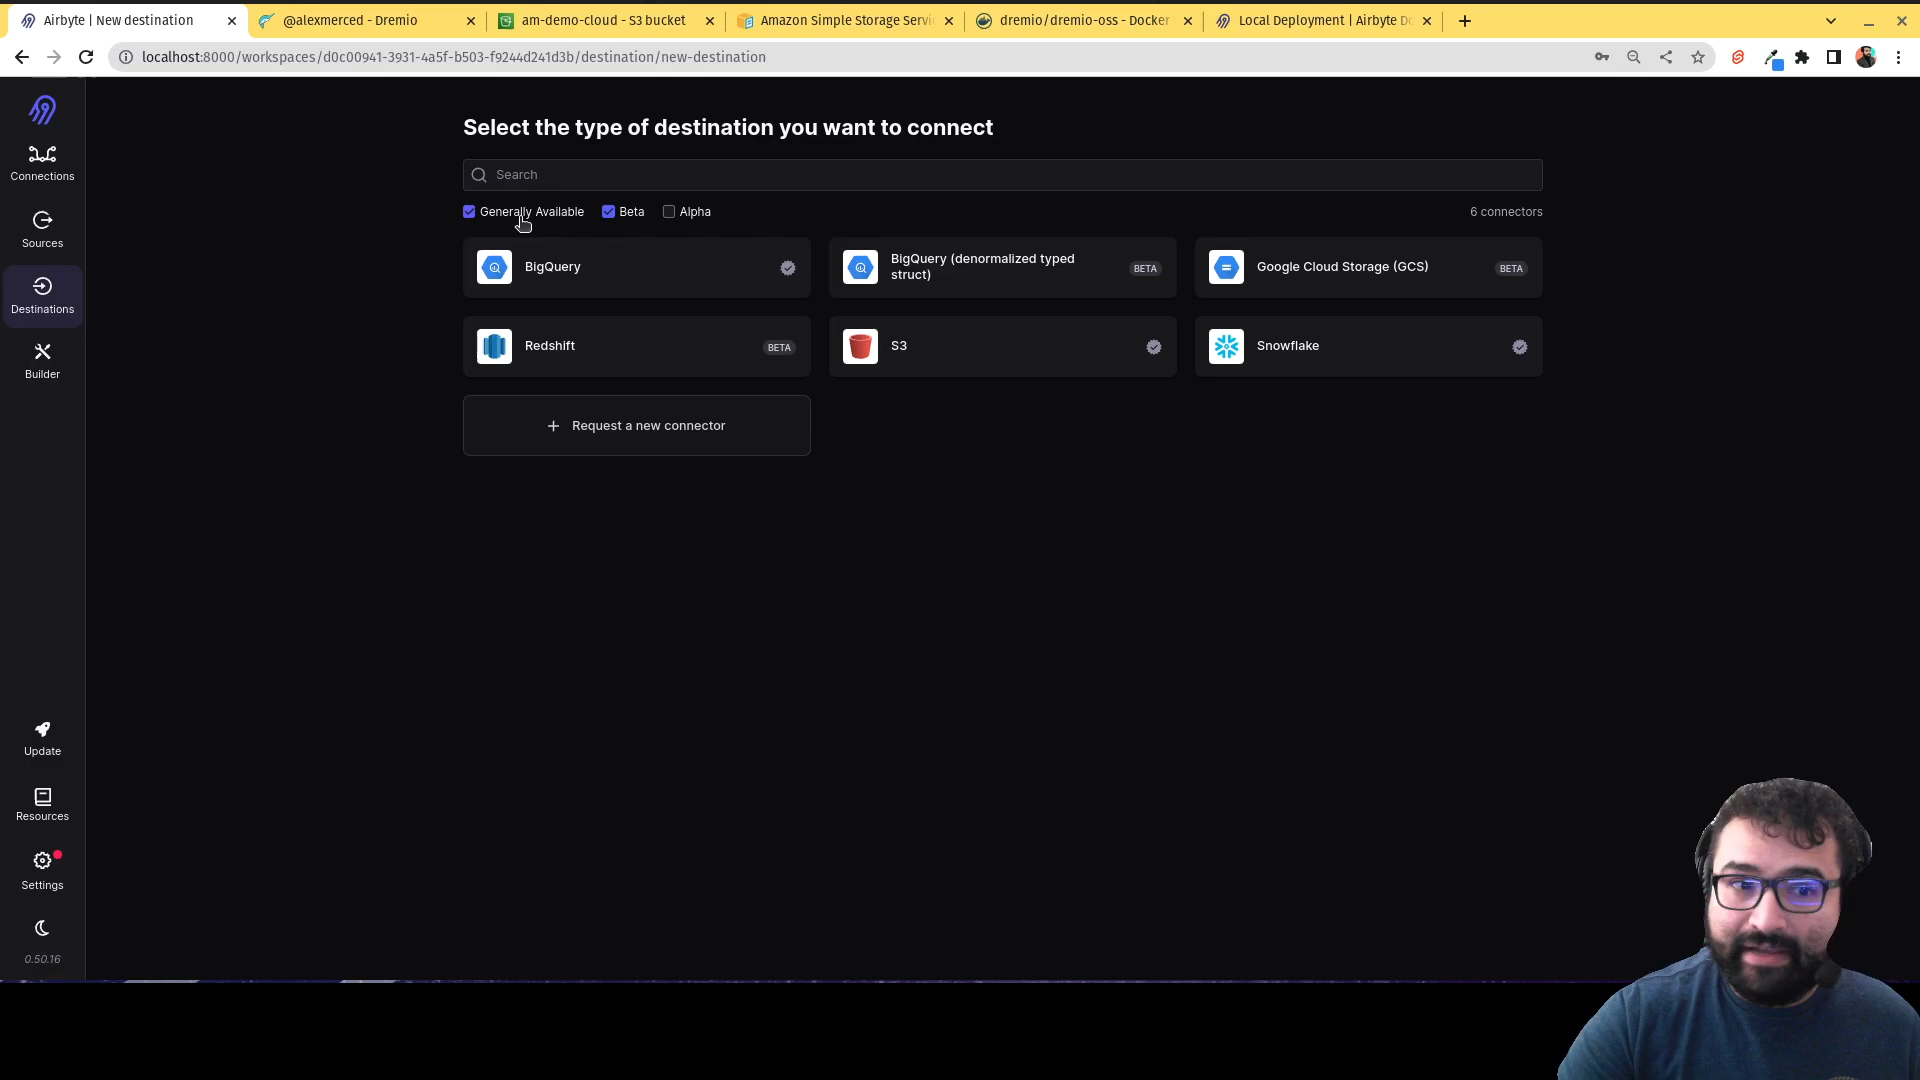 Airbyte | New destination
@alexmerced - Dremio
am-demo-cloud - S3 bucket
Amazon Simple Storage Servic
dremio/dremio-oss - Docker
Local Deployment | Airbyte Do
localhost:8000/workspaces/d0c00941-3931-4a5f-b503-f9244d241d3b/destination/new-destination
Connections
Sources
Destinations
Builder
Update
Resources
Settings
0.50.16
Select the type of destination you want to connect
Search
Generally Available
Beta
Alpha
6 connectors
BigQuery
BigQuery (denormalized typed
struct)
BETA
Google Cloud Storage (GCS)
BETA
Redshift
BETA
S3
Snowflake
+ Request a new connector